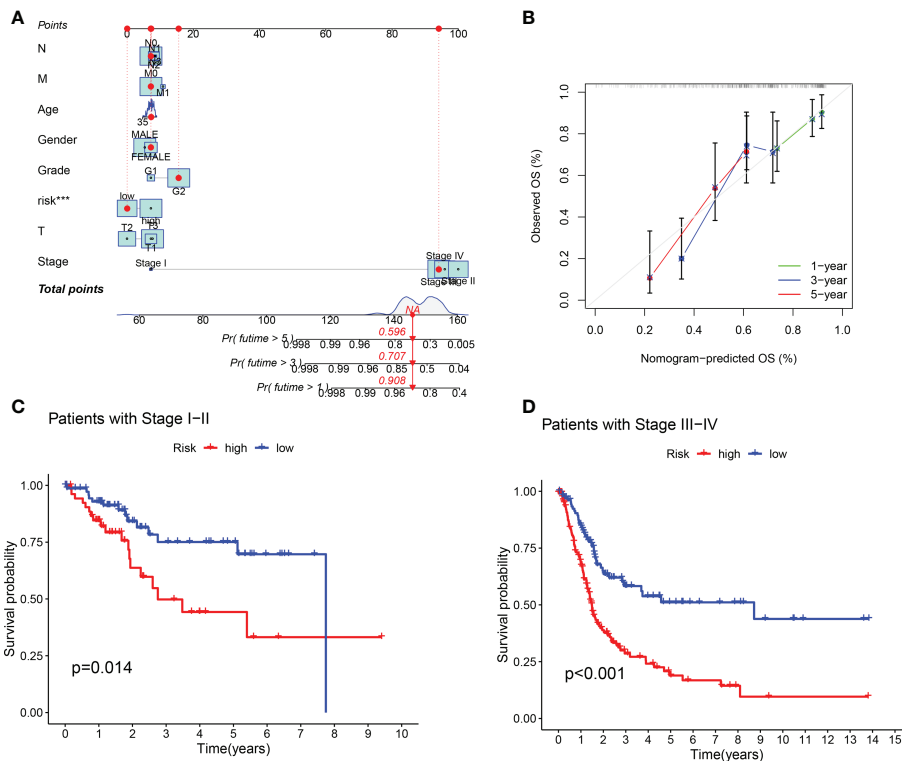 A
Points
0 20 40 60 80 100
N
N0
N1
N2
M
M0
M1
Age
35
Gender
MALE
FEMALE
Grade
G1
G2
risk***
low
high
T
T2
T3
T1
Stage
Stage I
Stage IV
Stage II
Total points
NA
60 80 100 120 140 160
0.596
Pr( futime > 5 )
0.998 0.99 0.96 0.8 0.3 0.005
0.707
Pr( futime > 3 )
0.998 0.99 0.96 0.85 0.5 0.04
0.908
Pr( futime > 1 )
0.998 0.99 0.96 0.8 0.4
B
Observed OS (%)
1.0
0.8
0.6
0.4
0.2
0.0
1−year
3−year
5−year
0.0 0.2 0.4 0.6 0.8 1.0
Nomogram−predicted OS (%)
C
Patients with Stage I−II
Risk high low
Survival probability
1.00
0.75
0.50
0.25
0.00
p=0.014
0 1 2 3 4 5 6 7 8 9 10
Time(years)
D
Patients with Stage III−IV
Risk high low
Survival probability
1.00
0.75
0.50
0.25
0.00
p<0.001
0 1 2 3 4 5 6 7 8 9 10 11 12 13 14 15
Time(years)